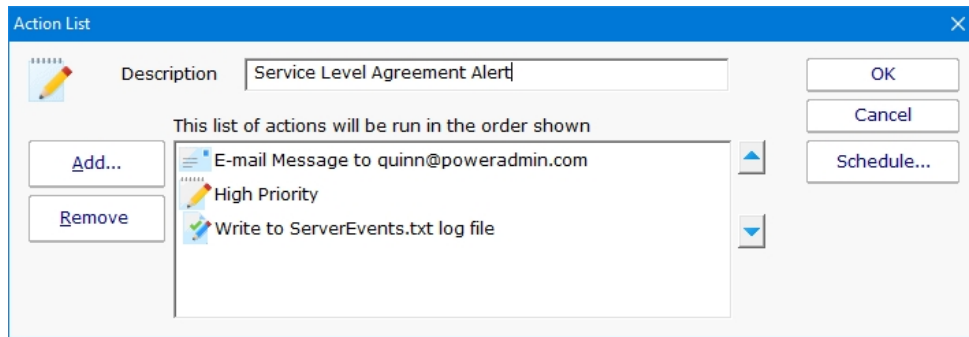 Action List
Description
Service Level Agreement Alert
OK
Cancel
Schedule...
This list of actions will be run in the order shown
Add...
Remove
E-mail Message to quinn@poweradmin.com
High Priority
Write to ServerEvents.txt log file